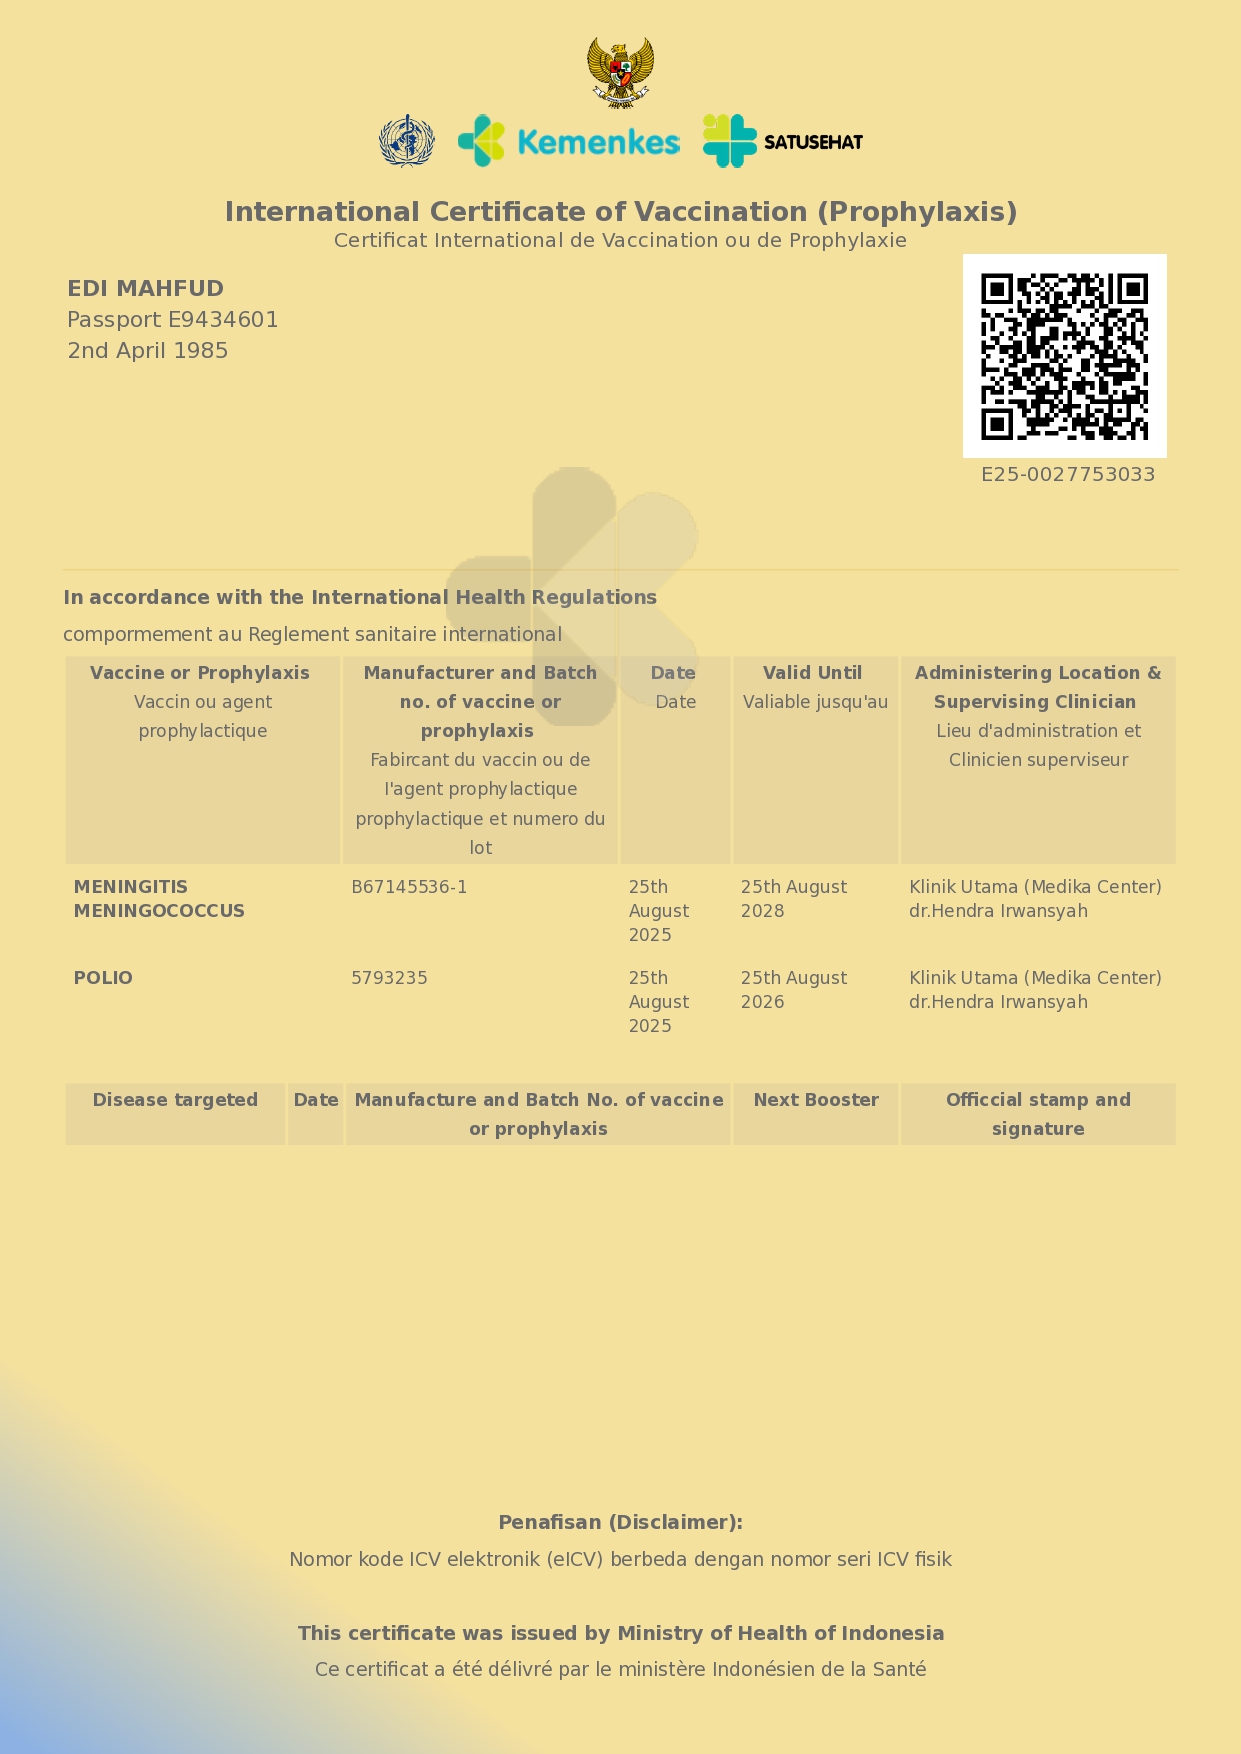 Kemenkes
SATUSEHAT
International Certificate of Vaccination (Prophylaxis)
Certificat International de Vaccination ou de Prophylaxie
EDI MAHFUD
Passport E9434601
2nd April 1985
E25-0027753033
In accordance with the International Health Regulations
compormement au Reglement sanitaire international
Vaccine or Prophylaxis
Vaccin ou agent
prophylactique
Manufacturer and Batch
no. of vaccine or
prophylaxis
Fabircant du vaccin ou de
l'agent prophylactique
prophylactique et numero du
lot
Date
Date
Valid Until
Valiable jusqu'au
Administering Location &
Supervising Clinician
Lieu d'administration et
Clinicien superviseur
MENINGITIS
MENINGOCOCCUS
B67145536-1
25th
August
2025
25th August
2028
Klinik Utama (Medika Center)
dr.Hendra Irwansyah
POLIO
5793235
25th
August
2025
25th August
2026
Klinik Utama (Medika Center)
dr.Hendra Irwansyah
Disease targeted
Date
Manufacture and Batch No. of vaccine
or prophylaxis
Next Booster
Officcial stamp and
signature
Penafisan (Disclaimer):
Nomor kode ICV elektronik (eICV) berbeda dengan nomor seri ICV fisik
This certificate was issued by Ministry of Health of Indonesia
Ce certificat a été délivré par le ministère Indonésien de la Santé